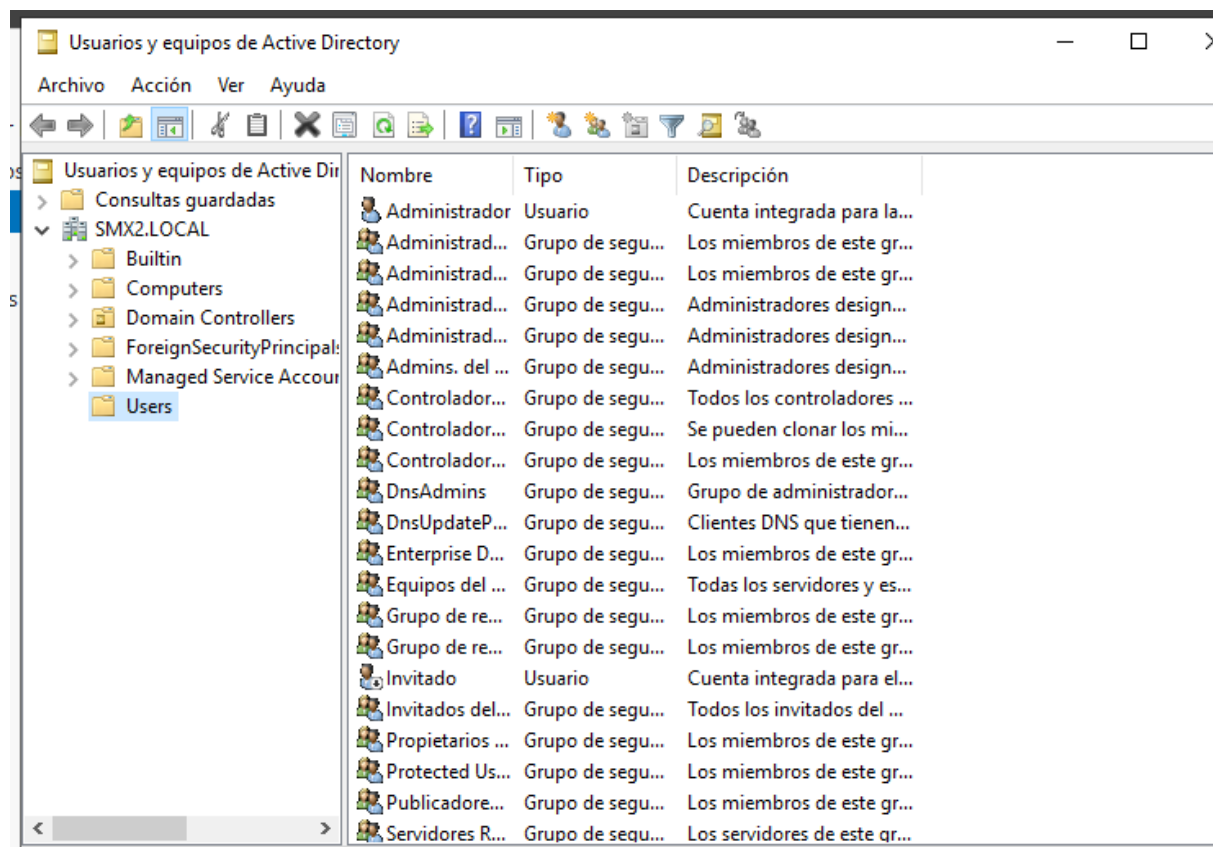 Usuarios y equipos de Active Directory
Archivo Acción Ver Ayuda
Usuarios y equipos de Active Dir
Consultas guardadas
SMX2.LOCAL
Builtin
Computers
Domain Controllers
ForeignSecurityPrincipals
Managed Service Accour
Users
Nombre Tipo Descripción
Administrador Usuario Cuenta integrada para la...
Administrad... Grupo de segu... Los miembros de este gr...
Administrad... Grupo de segu... Los miembros de este gr...
Administrad... Grupo de segu... Administradores design...
Administrad... Grupo de segu... Administradores design...
Admins. del ... Grupo de segu... Administradores design...
Controlador... Grupo de segu... Todos los controladores ...
Controlador... Grupo de segu... Se pueden clonar los mi...
Controlador... Grupo de segu... Los miembros de este gr...
DnsAdmins Grupo de segu... Grupo de administrador...
DnsUpdateP... Grupo de segu... Clientes DNS que tienen...
Enterprise D... Grupo de segu... Los miembros de este gr...
Equipos del ... Grupo de segu... Todas los servidores y es...
Grupo de re... Grupo de segu... Los miembros de este gr...
Grupo de re... Grupo de segu... Los miembros de este gr...
Invitado Usuario Cuenta integrada para el...
Invitados del... Grupo de segu... Todos los invitados del ...
Propietarios ... Grupo de segu... Los miembros de este gr...
Protected Us... Grupo de segu... Los miembros de este gr...
Publicadore... Grupo de segu... Los miembros de este gr...
Servidores R... Grupo de segu... Los servidores de este gr...